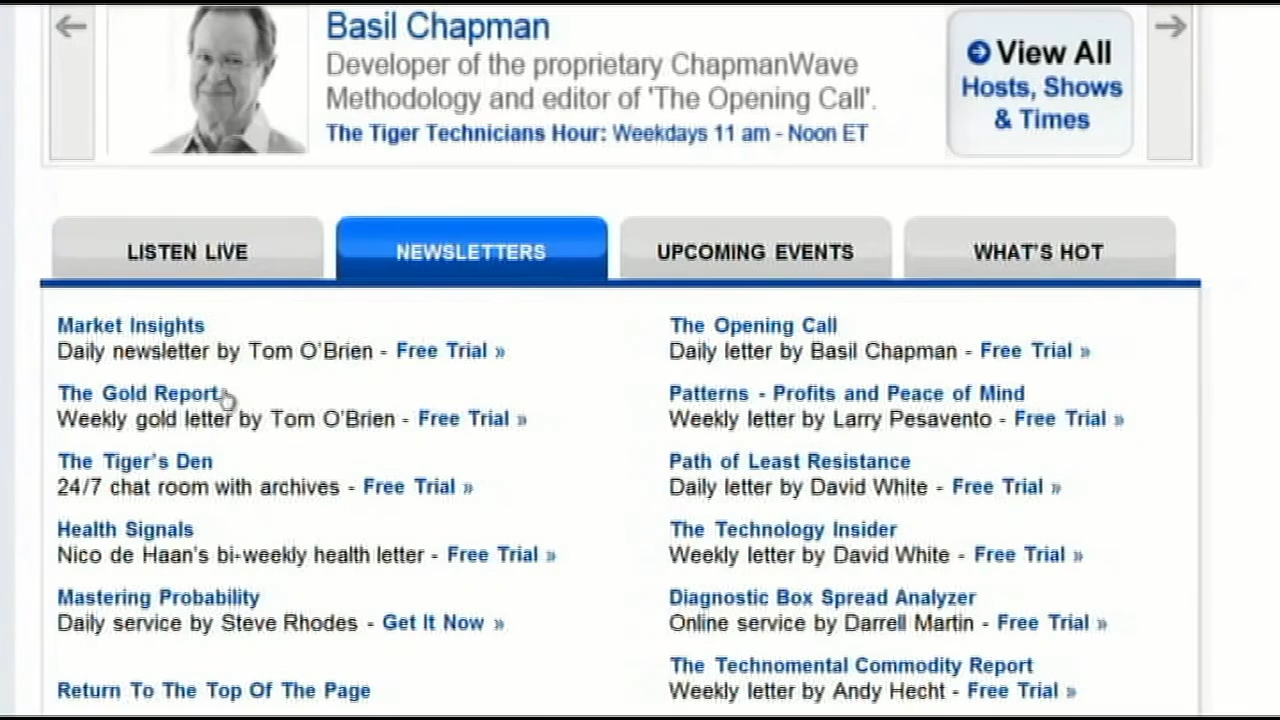 Basil Chapman
Developer of the proprietary ChapmanWave
Methodology and editor of 'The Opening Call'.
The Tiger Technicians Hour: Weekdays 11 am - Noon ET
View All
Hosts, Shows
& Times
LISTEN LIVE
NEWSLETTERS
UPCOMING EVENTS
WHAT'S HOT
Market Insights
Daily newsletter by Tom O'Brien - Free Trial »
The Gold Report
Weekly gold letter by Tom O'Brien - Free Trial »
The Tiger's Den
24/7 chat room with archives - Free Trial »
Health Signals
Nico de Haan's bi-weekly health letter - Free Trial »
Mastering Probability
Daily service by Steve Rhodes - Get It Now »
Return To The Top Of The Page
The Opening Call
Daily letter by Basil Chapman - Free Trial »
Patterns - Profits and Peace of Mind
Weekly letter by Larry Pesavento - Free Trial »
Path of Least Resistance
Daily letter by David White - Free Trial »
The Technology Insider
Weekly letter by David White - Free Trial »
Diagnostic Box Spread Analyzer
Online service by Darrell Martin - Free Trial »
The Technomental Commodity Report
Weekly letter by Andy Hecht - Free Trial »